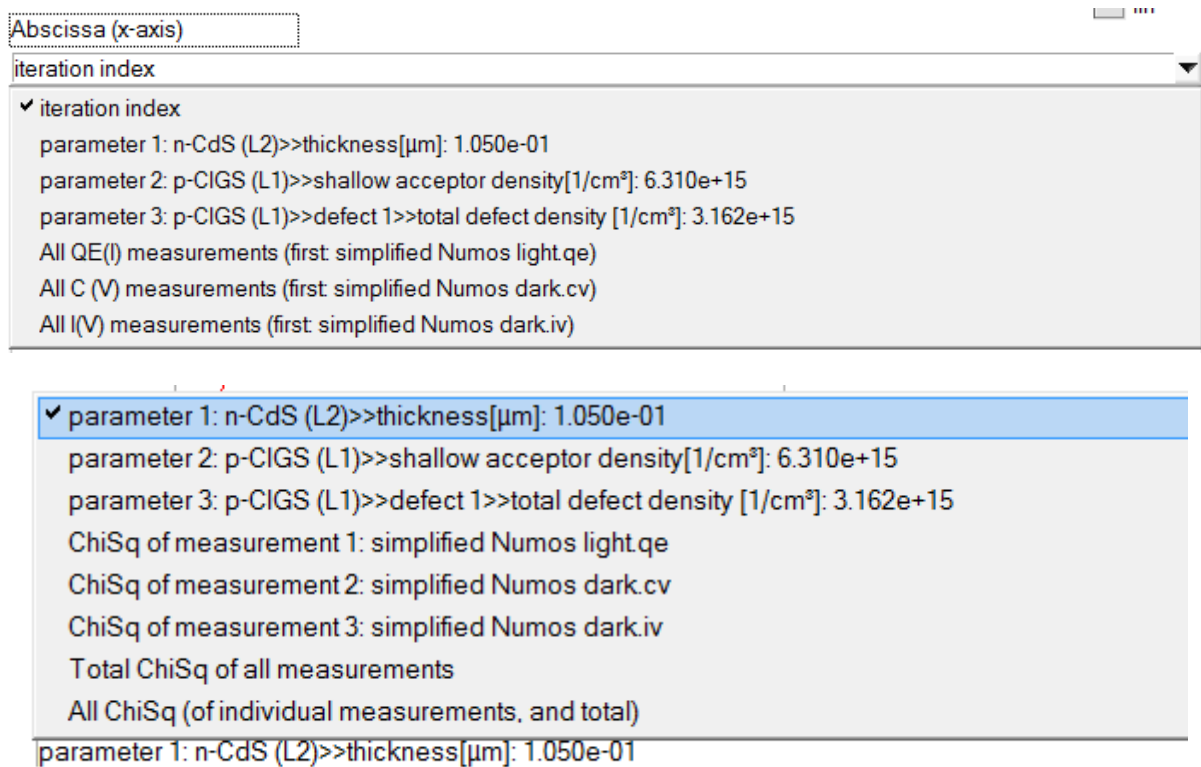 Abscissa (x-axis)
iteration index
✔ iteration index
parameter 1: n-CdS (L2)>>thickness[µm]: 1.050e-01
parameter 2: p-CIGS (L1)>>shallow acceptor density[1/cm³]: 6.310e+15
parameter 3: p-CIGS (L1)>>defect 1>>total defect density [1/cm³]: 3.162e+15
All QE(l) measurements (first: simplified Numos light.qe)
All C (V) measurements (first: simplified Numos dark.cv)
All I(V) measurements (first: simplified Numos dark.iv)
✔ parameter 1: n-CdS (L2)>>thickness[µm]: 1.050e-01
parameter 2: p-CIGS (L1)>>shallow acceptor density[1/cm³]: 6.310e+15
parameter 3: p-CIGS (L1)>>defect 1>>total defect density [1/cm³]: 3.162e+15
ChiSq of measurement 1: simplified Numos light.qe
ChiSq of measurement 2: simplified Numos dark.cv
ChiSq of measurement 3: simplified Numos dark.iv
Total ChiSq of all measurements
All ChiSq (of individual measurements, and total)
parameter 1: n-CdS (L2)>>thickness[µm]: 1.050e-01